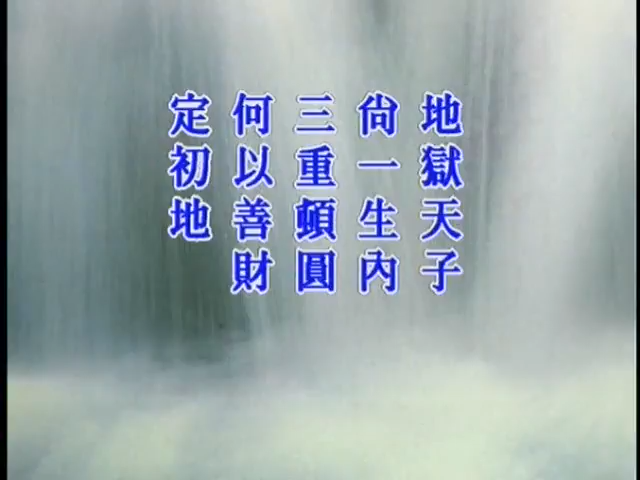 地獄天子
尙一生內
三重頓圓
何以善財
定初地